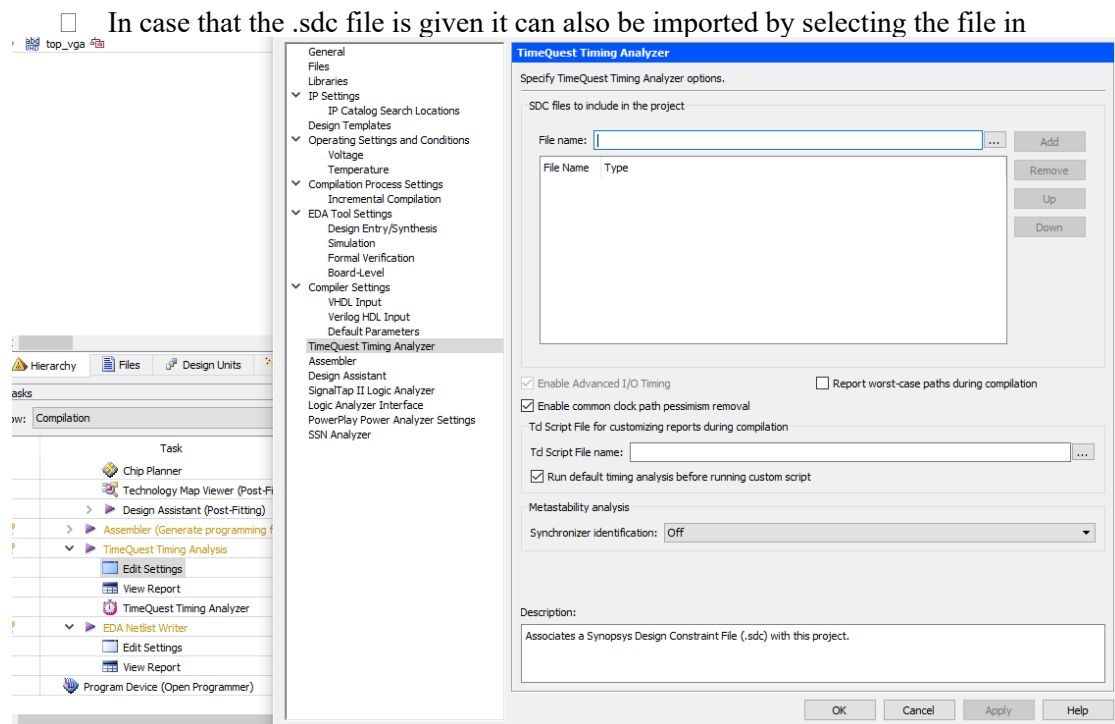 In case that the .sdc file is given it can also be imported by selecting the file in
top_vga
Hierarchy
Files
Design Units
asks
ow:
Compilation
Task
Chip Planner
Technology Map Viewer (Post-Fi
Design Assistant (Post-Fitting)
Assembler (Generate programming f
TimeQuest Timing Analysis
Edit Settings
View Report
TimeQuest Timing Analyzer
EDA Netlist Writer
Edit Settings
View Report
Program Device (Open Programmer)
General
Files
Libraries
IP Settings
IP Catalog Search Locations
Design Templates
Operating Settings and Conditions
Voltage
Temperature
Compilation Process Settings
Incremental Compilation
EDA Tool Settings
Design Entry/Synthesis
Simulation
Formal Verification
Board-Level
Compiler Settings
VHDL Input
Verilog HDL Input
Default Parameters
TimeQuest Timing Analyzer
Assembler
Design Assistant
SignalTap II Logic Analyzer
Logic Analyzer Interface
PowerPlay Power Analyzer Settings
SSN Analyzer
TimeQuest Timing Analyzer
Specify TimeQuest Timing Analyzer options.
SDC files to include in the project
File name:
...
Add
File Name Type
Remove
Up
Down
Enable Advanced I/O Timing
Report worst-case paths during compilation
Enable common clock path pessimism removal
Tcl Script File for customizing reports during compilation
Tcl Script File name:
...
Run default timing analysis before running custom script
Metastability analysis
Synchronizer identification: Off
Description:
Associates a Synopsys Design Constraint File (.sdc) with this project.
OK
Cancel
Apply
Help